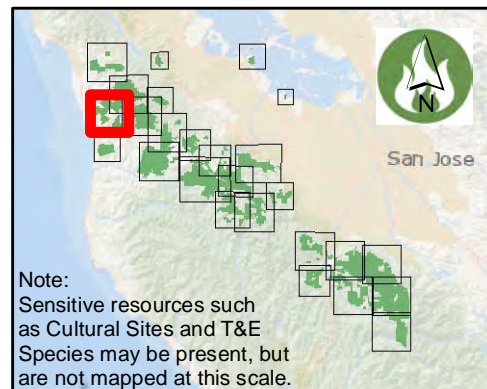 N
San Jose
Note:
Sensitive resources such
as Cultural Sites and T&E
Species may be present, but
are not mapped at this scale.